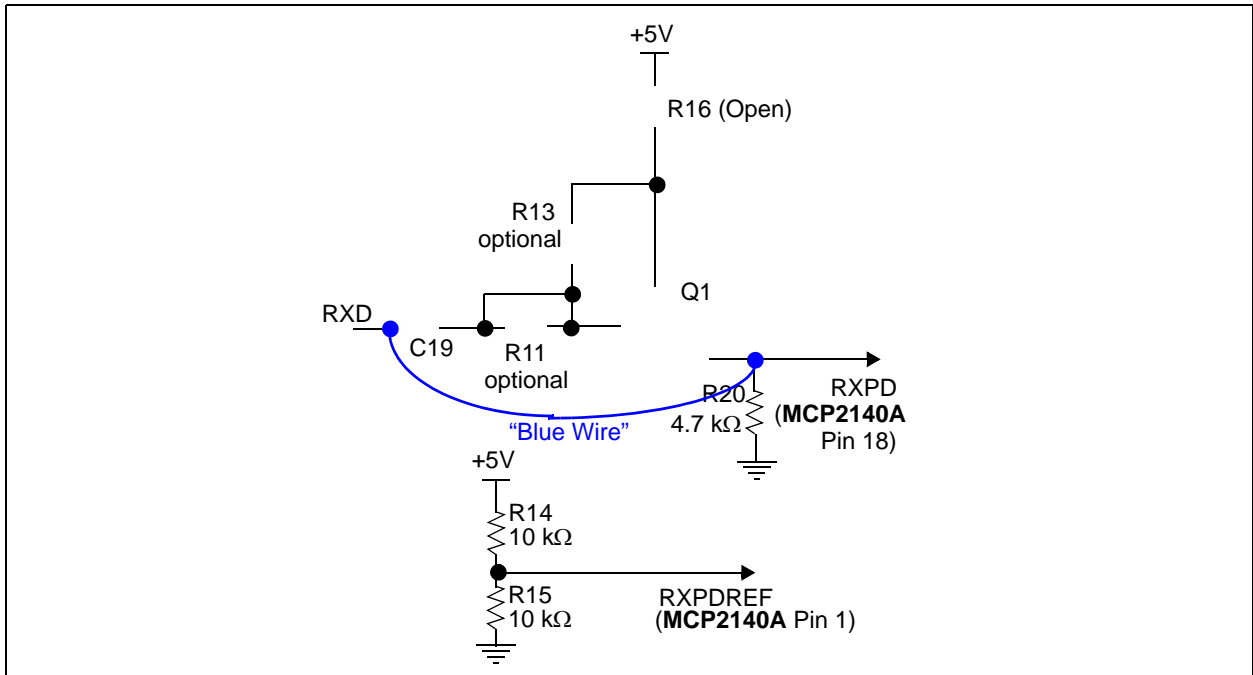 +5V
R16 (Open)
R13
optional
Q1
RXD
C19
R11
optional
R20
4.7 kΩ
RXPD
(MCP2140A
Pin 18)
“Blue Wire”
+5V
R14
10 kΩ
R15
10 kΩ
RXPDREF
(MCP2140A Pin 1)